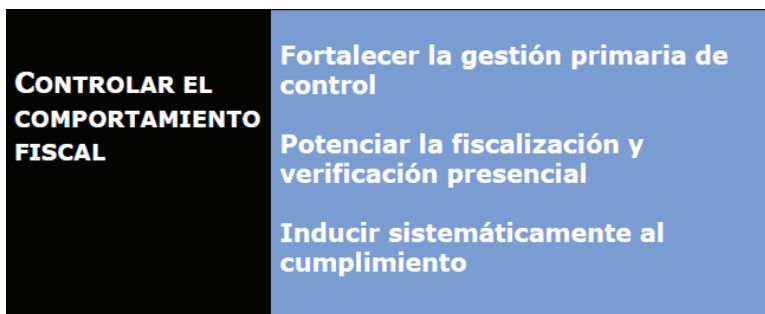 CONTROLAR EL
COMPORTAMIENTO
FISCAL
Fortalecer la gestión primaria de
control
Potenciar la fiscalización y
verificación presencial
Inducir sistemáticamente al
cumplimiento